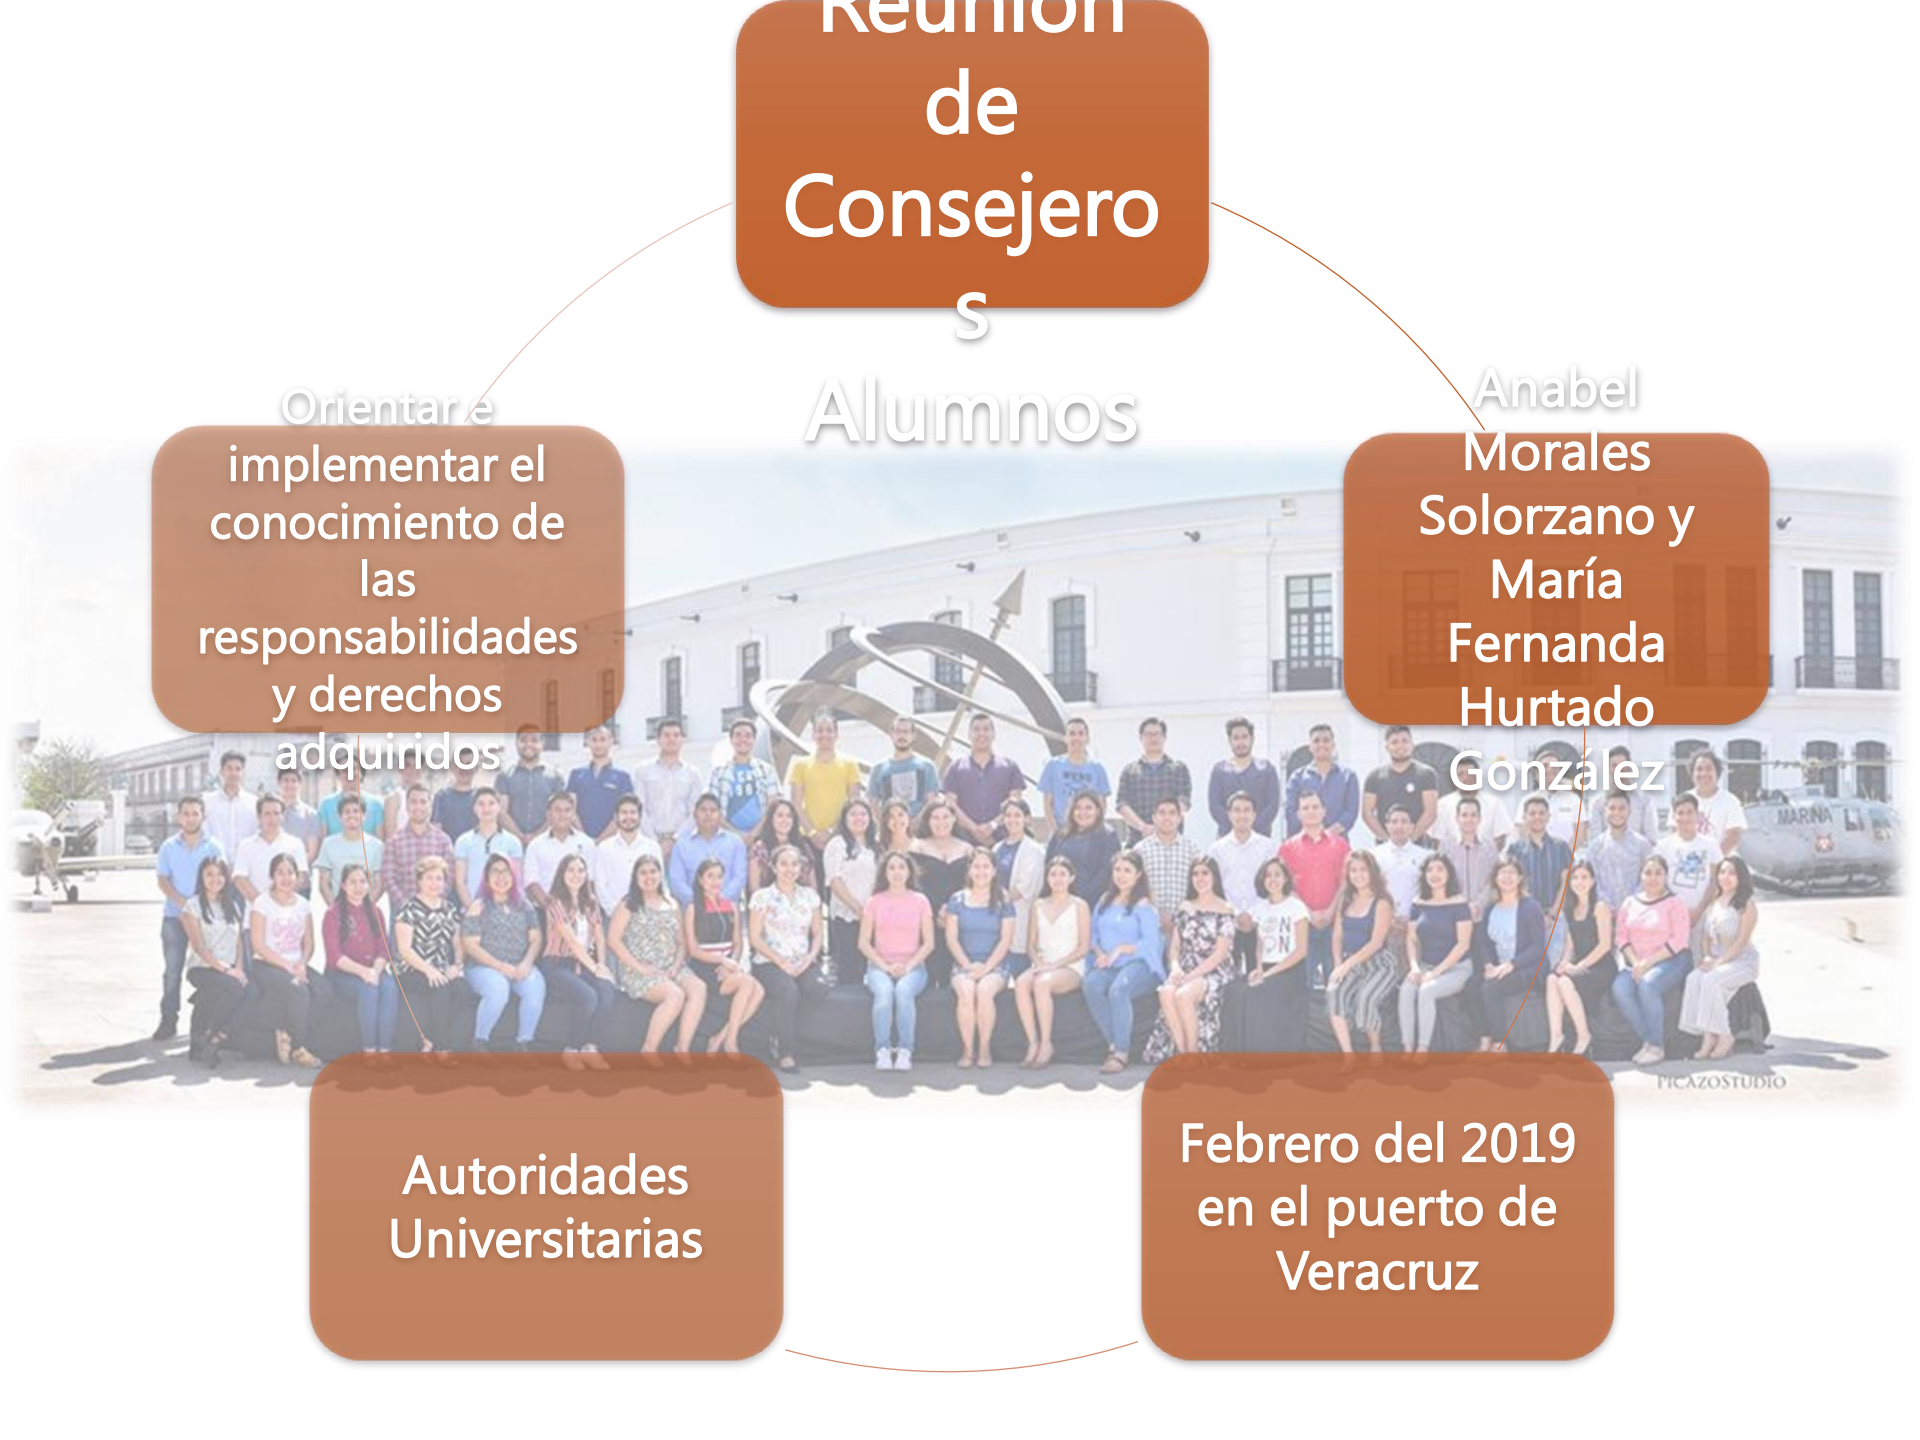 Reunión
de
Consejero
s
Alumnos
Orientar e
implementar el
conocimiento de
las
responsabilidades
y derechos
adquiridos
Anabel
Morales
Solorzano y
María
Fernanda
Hurtado
González
MARINA
PICAZOSTUDIO
Autoridades
Universitarias
Febrero del 2019
en el puerto de
Veracruz